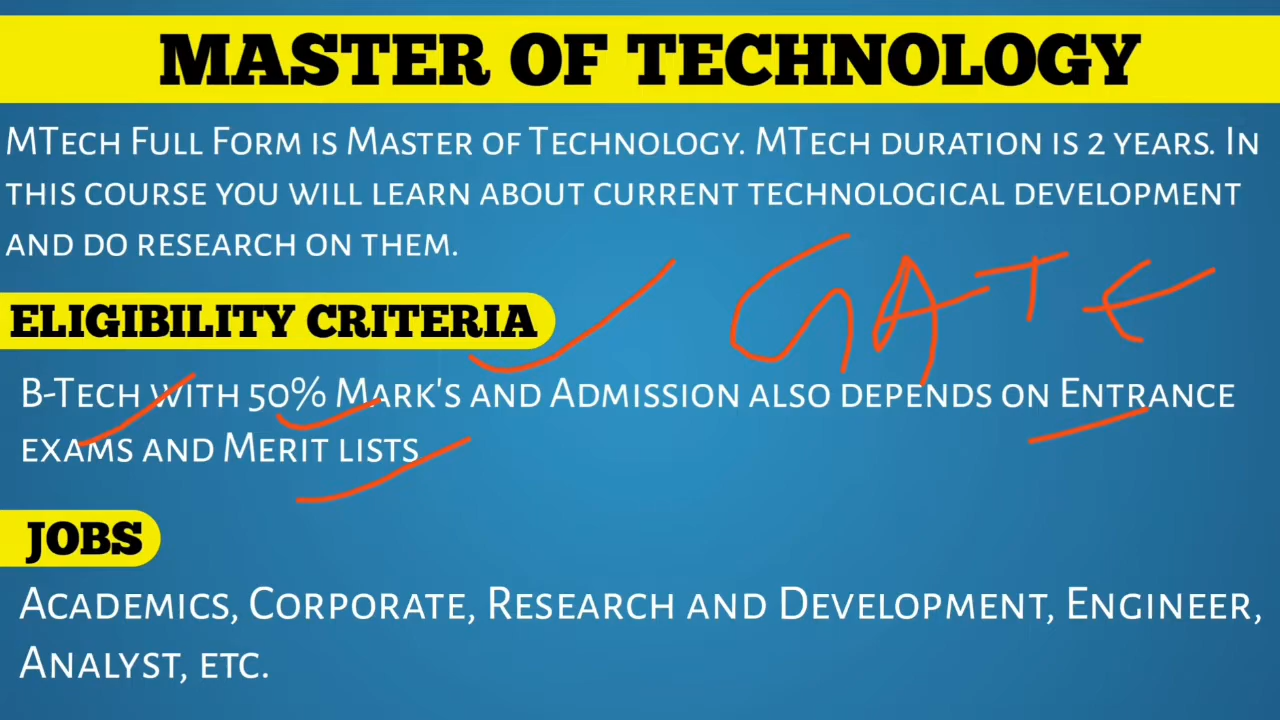 MASTER OF TECHNOLOGY
MTech Full Form is Master of Technology. MTech duration is 2 years. In
this course you will learn about current technological development
and do research on them.
GATE
ELIGIBILITY CRITERIA
B-Tech with 50% Mark's and Admission also depends on Entrance
exams and Merit lists
JOBS
Academics, Corporate, Research and Development, Engineer,
Analyst, etc.